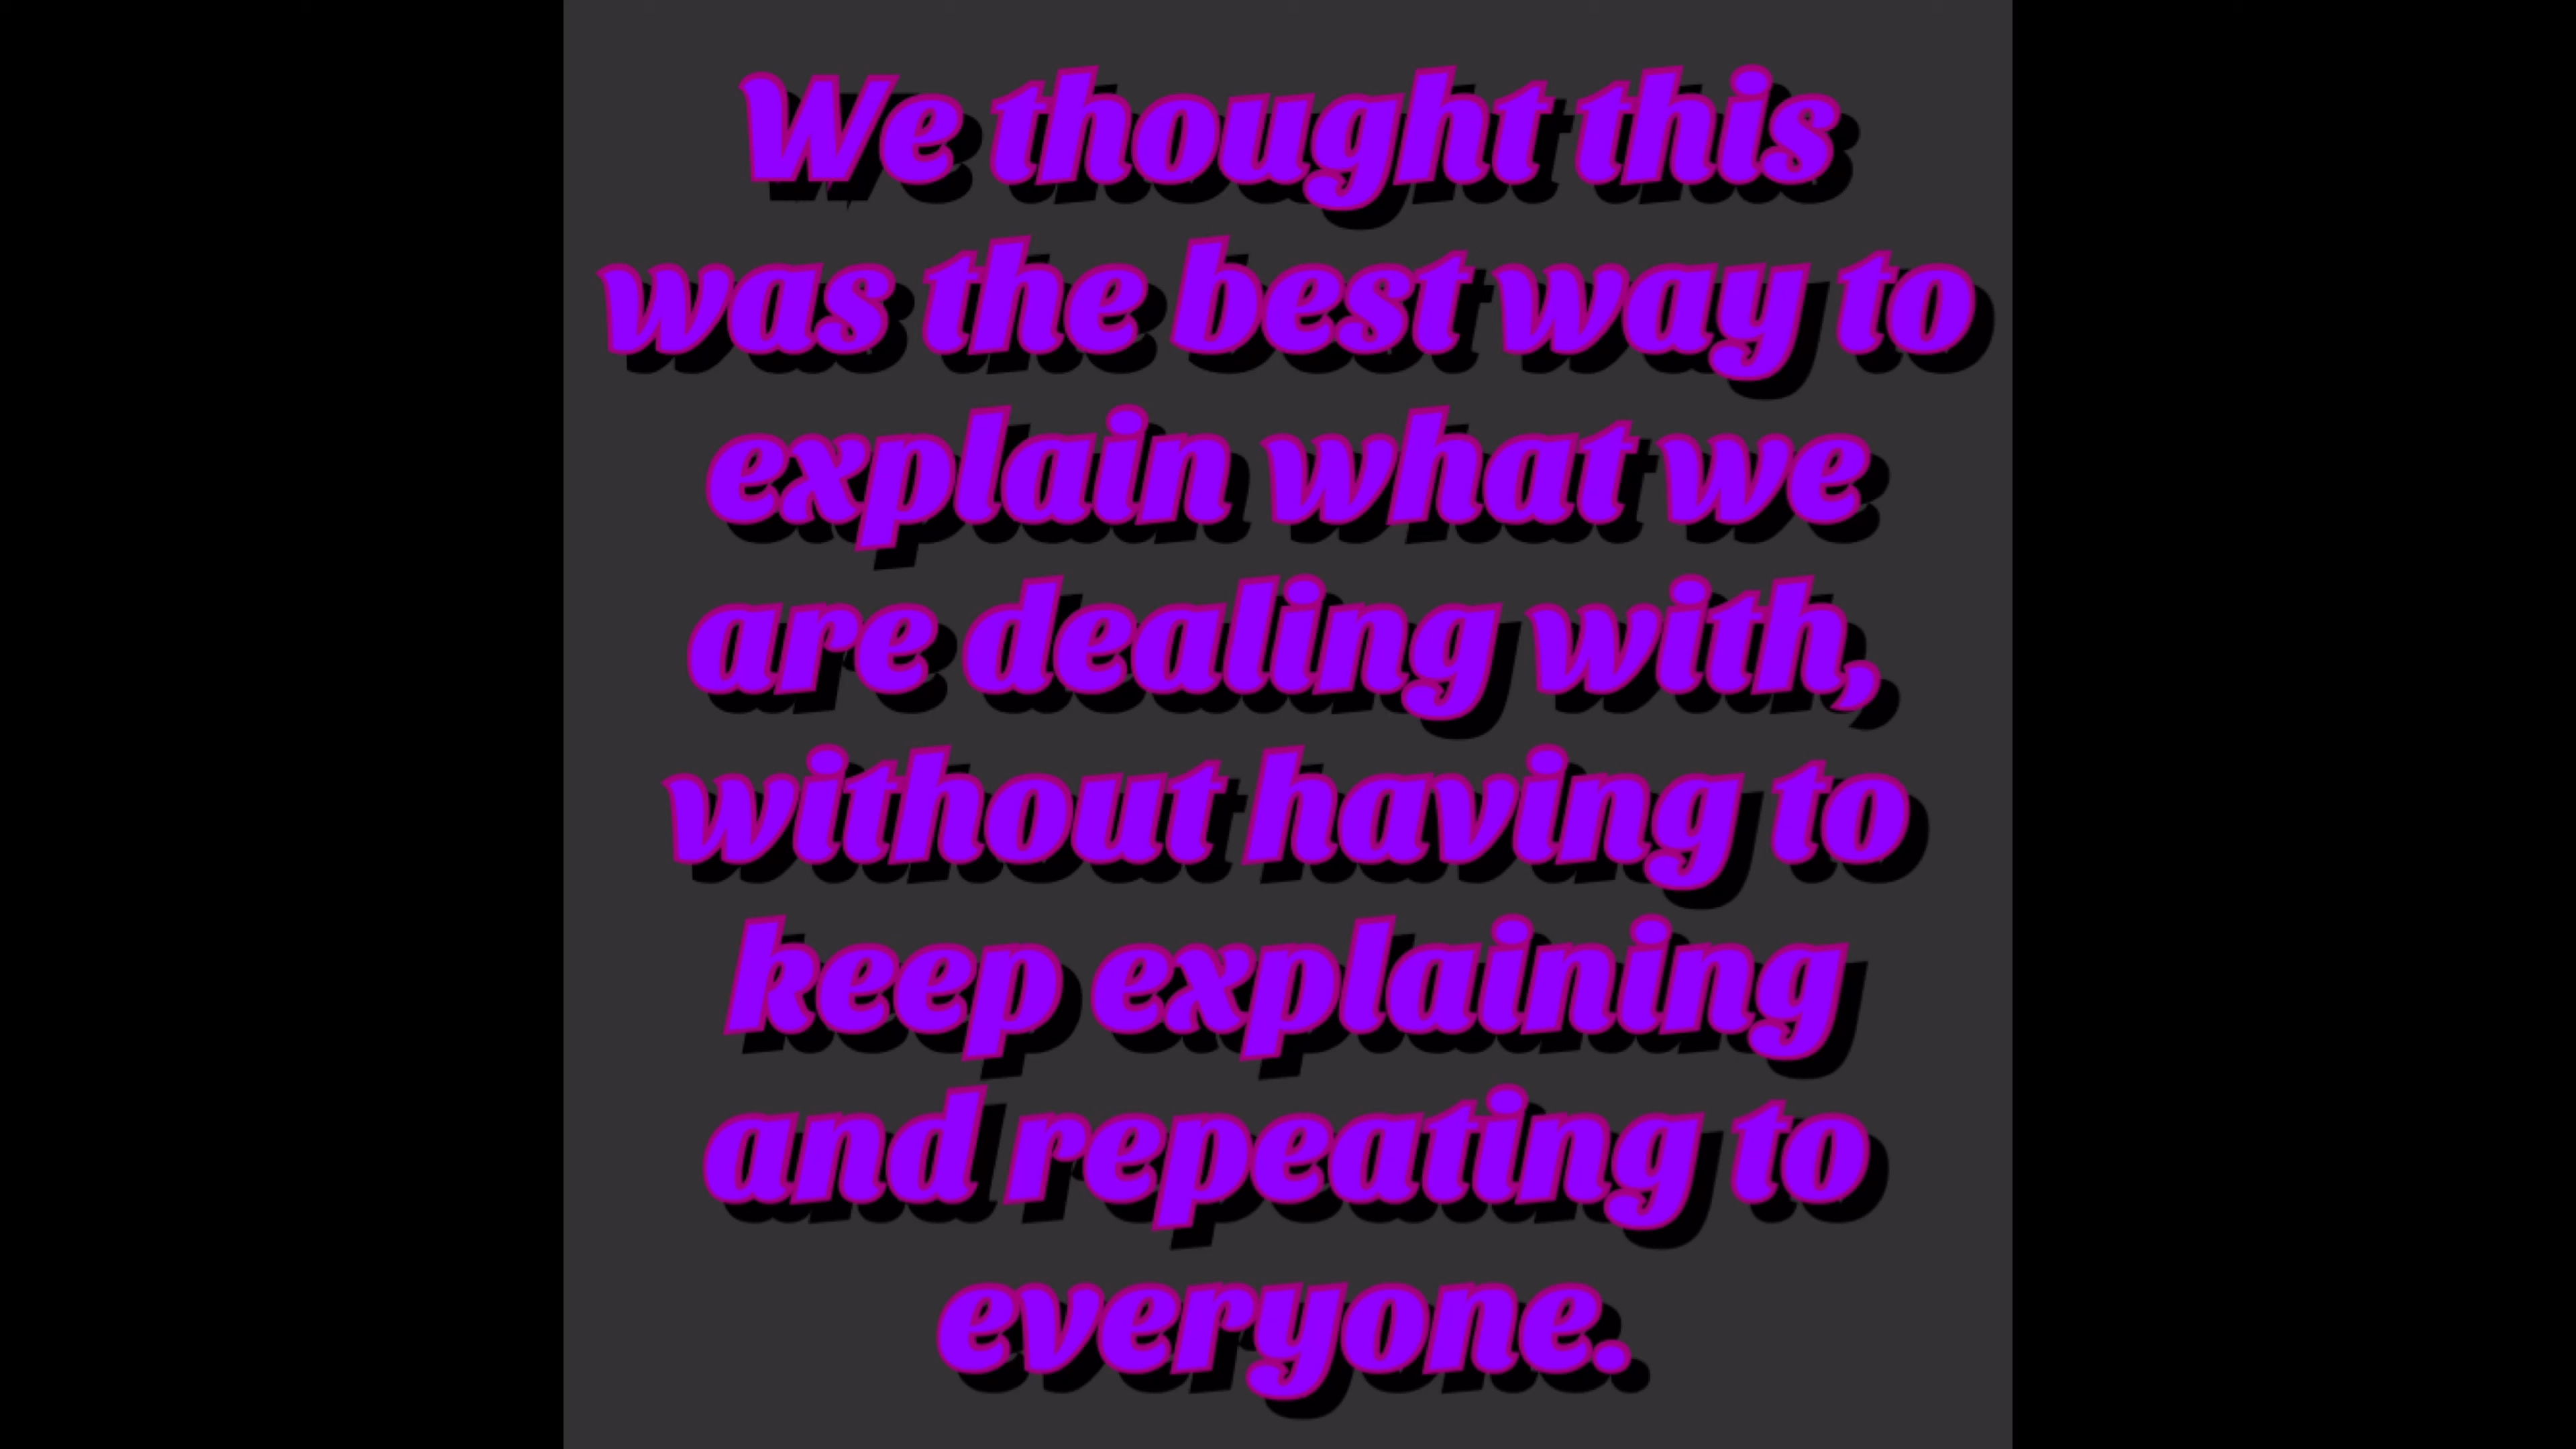 We thought this
was the best way to
explain what we
are dealing with,
without having to
keep explaining
and repeating to
everyone.